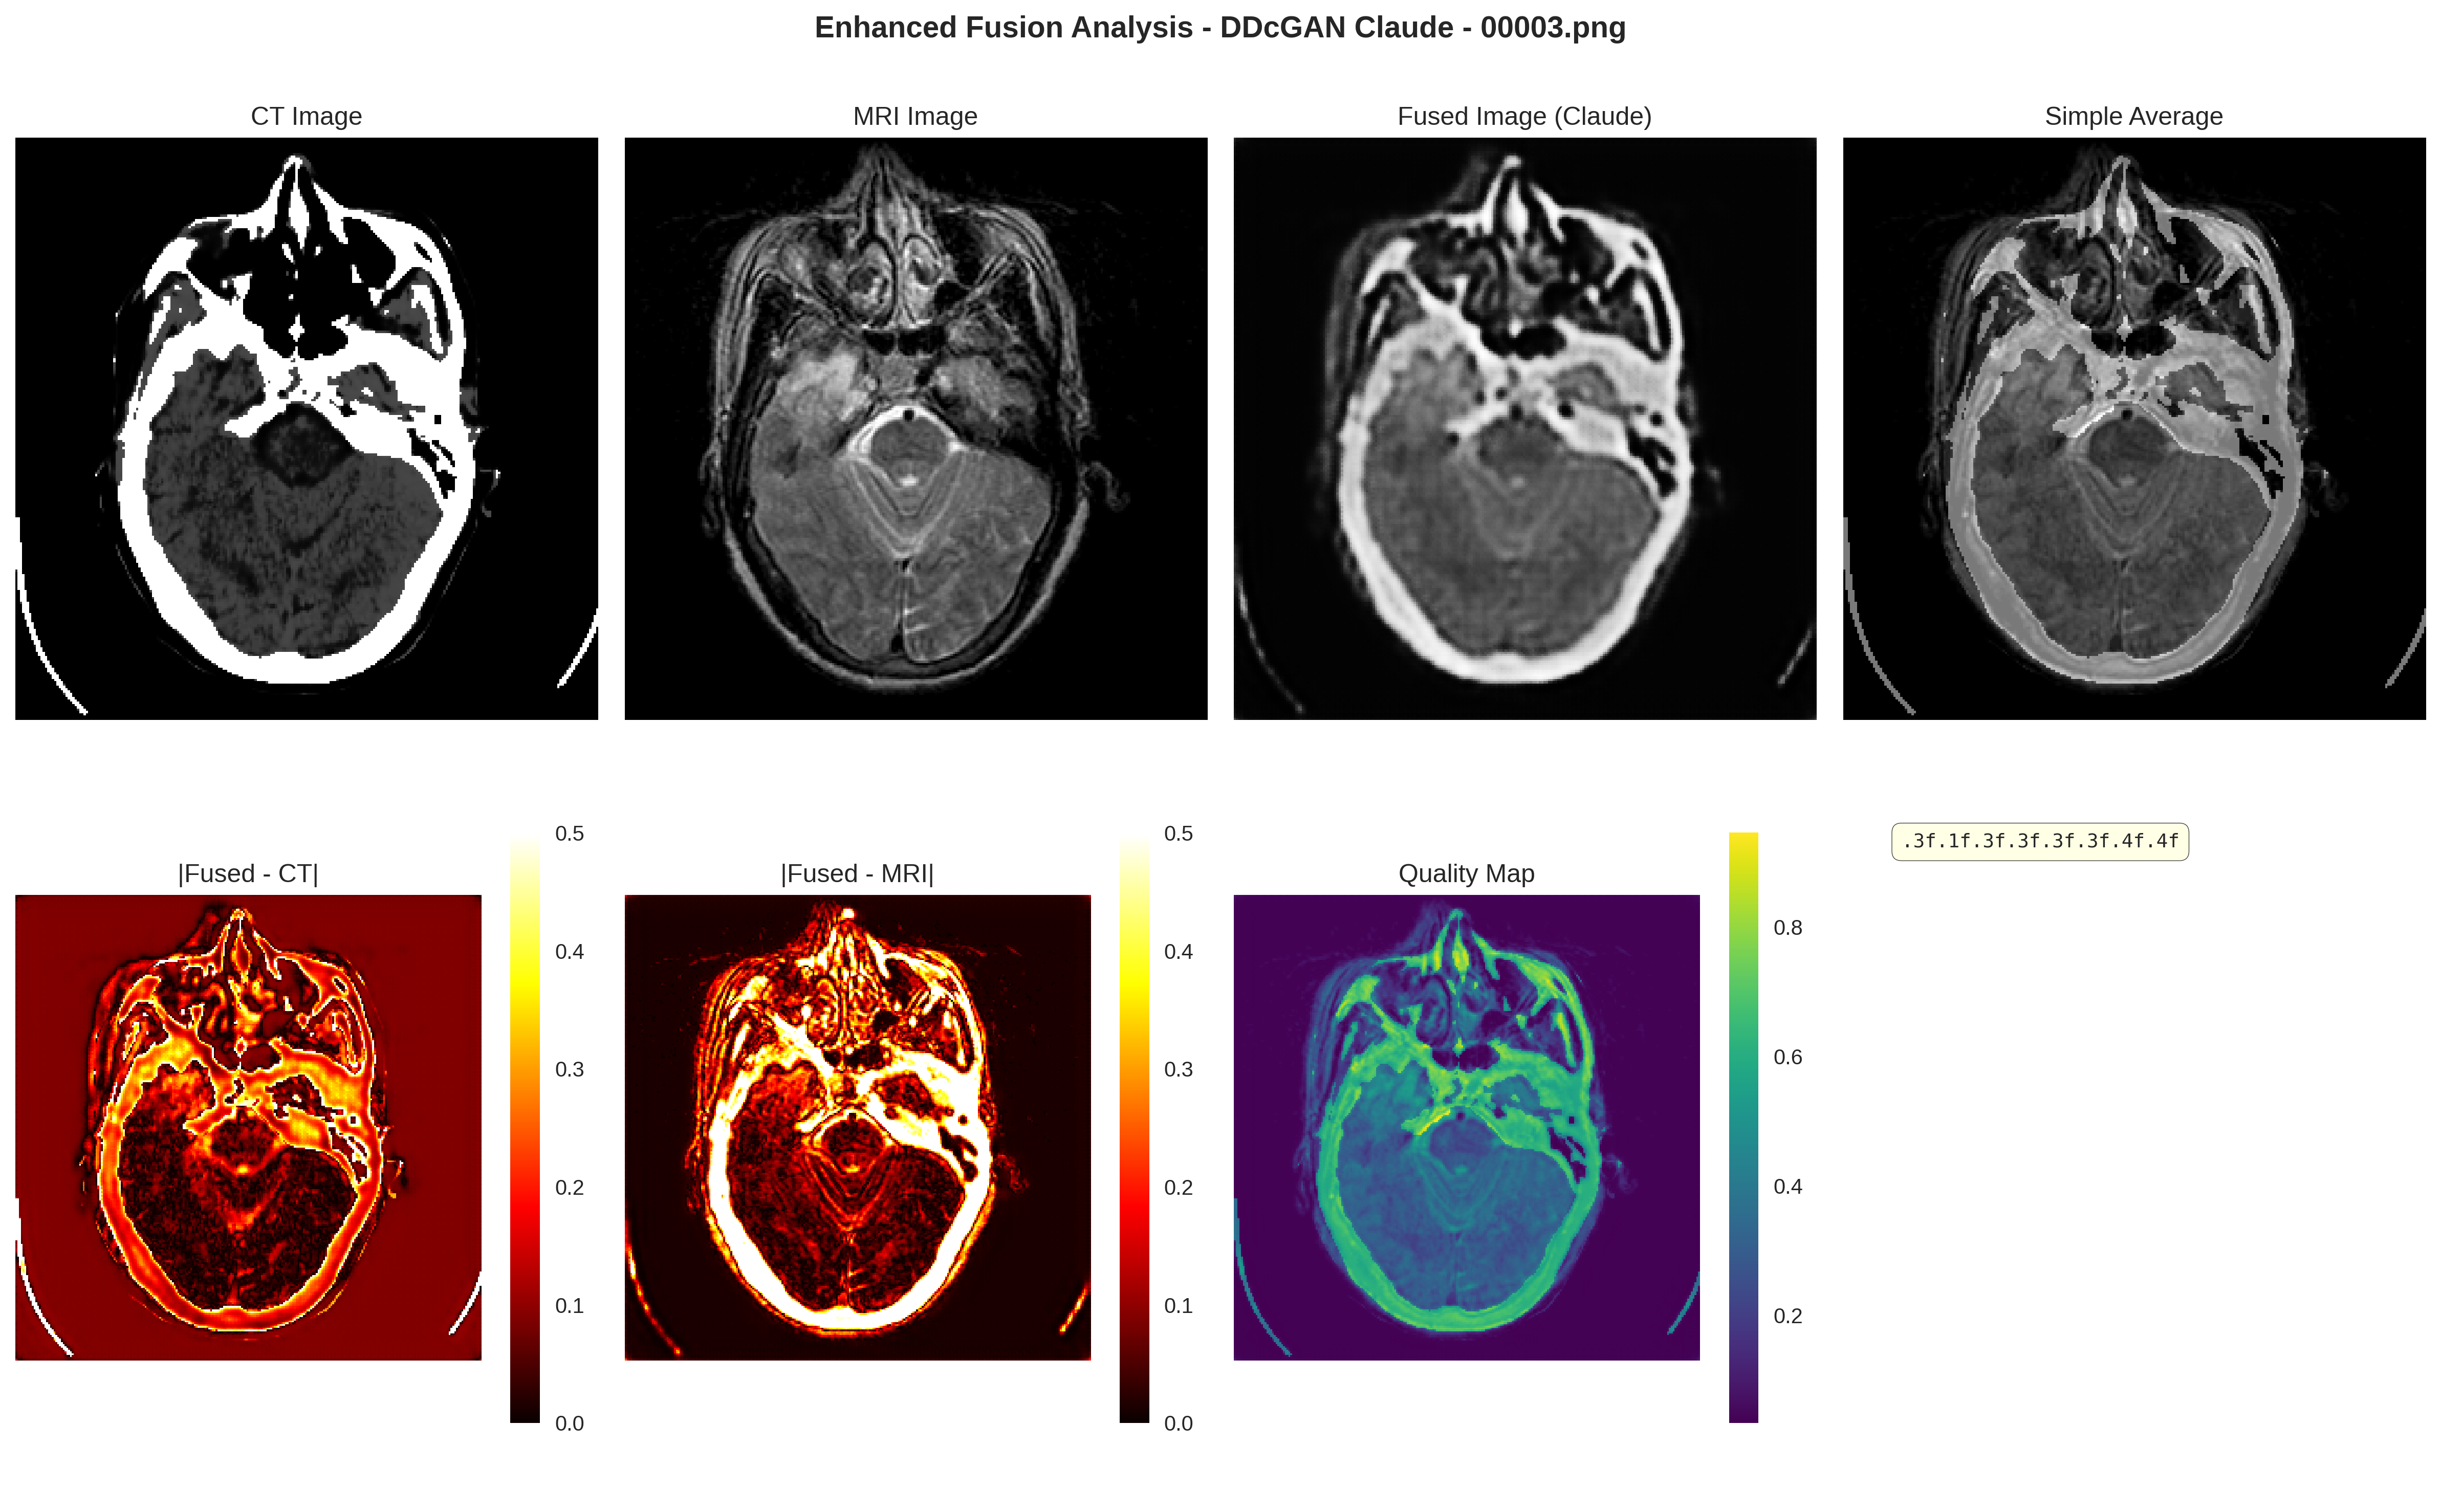 Enhanced Fusion Analysis - DDcGAN Claude - 00003.png
CT Image
MRI Image
Fused Image (Claude)
Simple Average
|Fused - CT|
0.5
0.4
0.3
0.2
0.1
0.0
|Fused - MRI|
0.5
0.4
0.3
0.2
0.1
0.0
Quality Map
0.8
0.6
0.4
0.2
.3f.1f.3f.3f.3f.3f.4f.4f